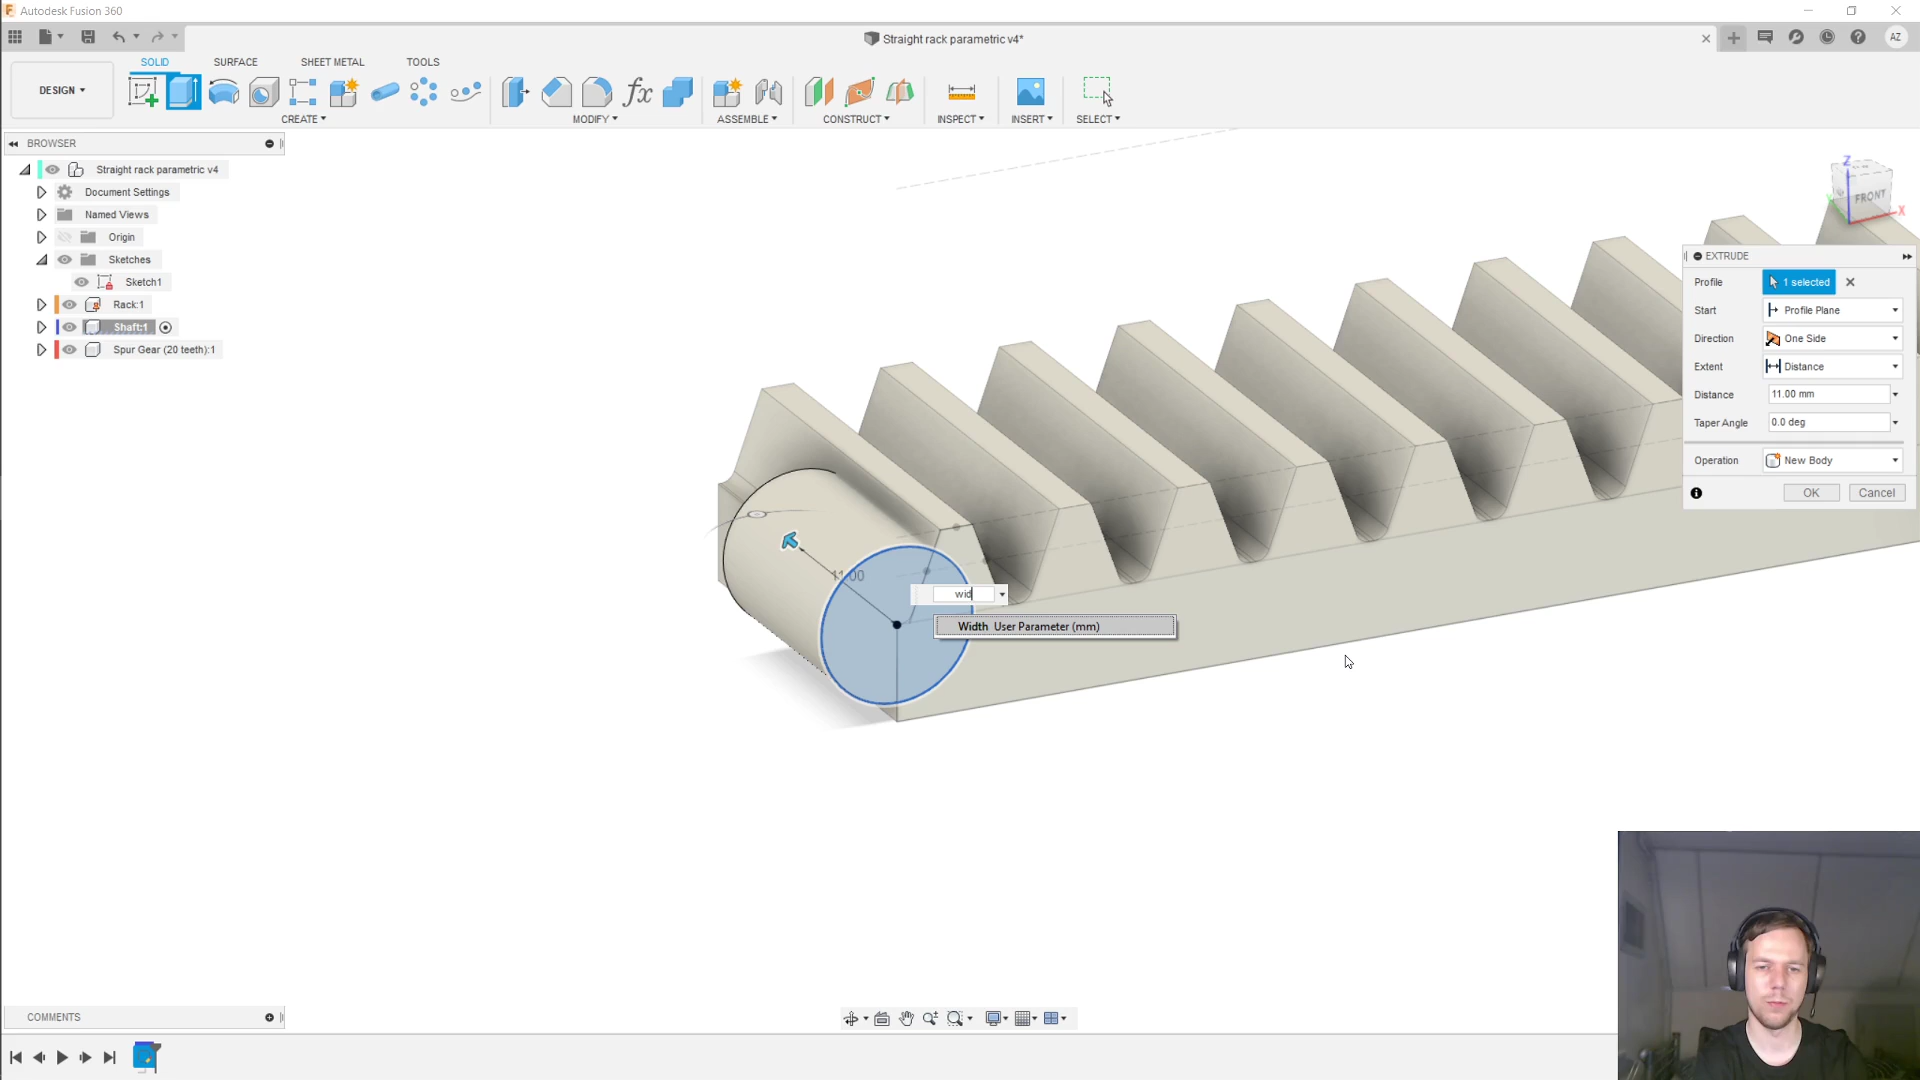 Autodesk Fusion 360
Straight rack parametric v4*
AZ
DESIGN
SOLID
SURFACE
SHEET METAL
TOOLS
CREATE
MODIFY
ASSEMBLE
CONSTRUCT
INSPECT
INSERT
SELECT
BROWSER
Straight rack parametric v4
Document Settings
Named Views
Origin
Sketches
Sketch1
Rack:1
Shaft:1
Spur Gear (20 teeth):1
Z
FRONT
X
EXTRUDE
Profile 1 selected
Start Profile Plane
Direction One Side
Extent Distance
Distance 11.00 mm
Taper Angle 0.0 deg
Operation New Body
OK Cancel
11.00
wid
Width User Parameter (mm)
COMMENTS